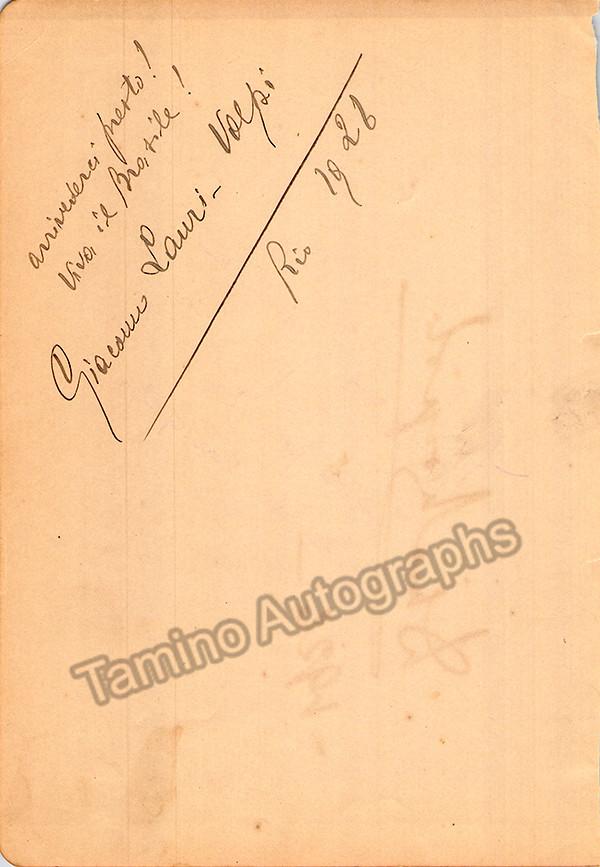 arrivederci presto!
Viva il Brasile!
Giacomo Lauri-Volpi
Rio 1926
Tamino Autographs